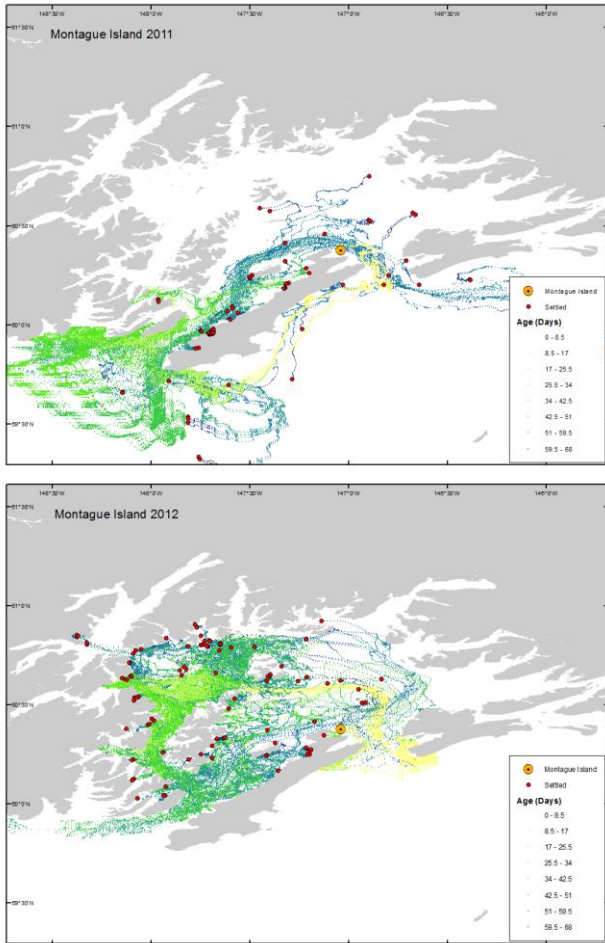 148°30'W 148°0'W 147°30'W 147°0'W 146°30'W 146°0'W
Montague Island 2011
61°30'N
61°0'N
60°30'N
60°0'N
59°30'N
Montague Island
Settled
Age (Days)
0 - 8.5
8.5 - 17
17 - 25.5
25.5 - 34
34 - 42.5
42.5 - 51
51 - 59.5
59.5 - 68
148°30'W 148°0'W 147°30'W 147°0'W 146°30'W 146°0'W
Montague Island 2012
61°30'N
61°0'N
60°30'N
60°0'N
59°30'N
Montague Island
Settled
Age (Days)
0 - 8.5
8.5 - 17
17 - 25.5
25.5 - 34
34 - 42.5
42.5 - 51
51 - 59.5
59.5 - 68